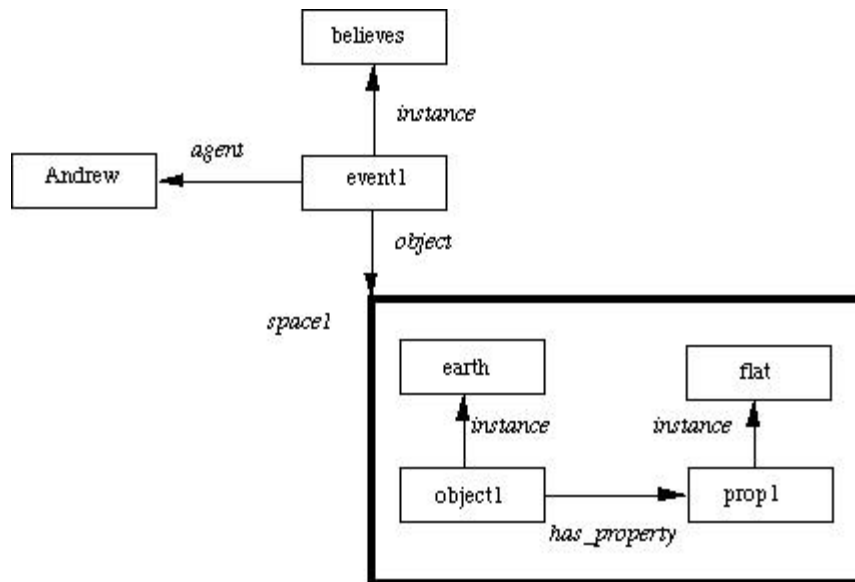 believes
instance
agent
Andrew
event1
object
space1
earth
flat
instance
instance
object1
prop1
has_property